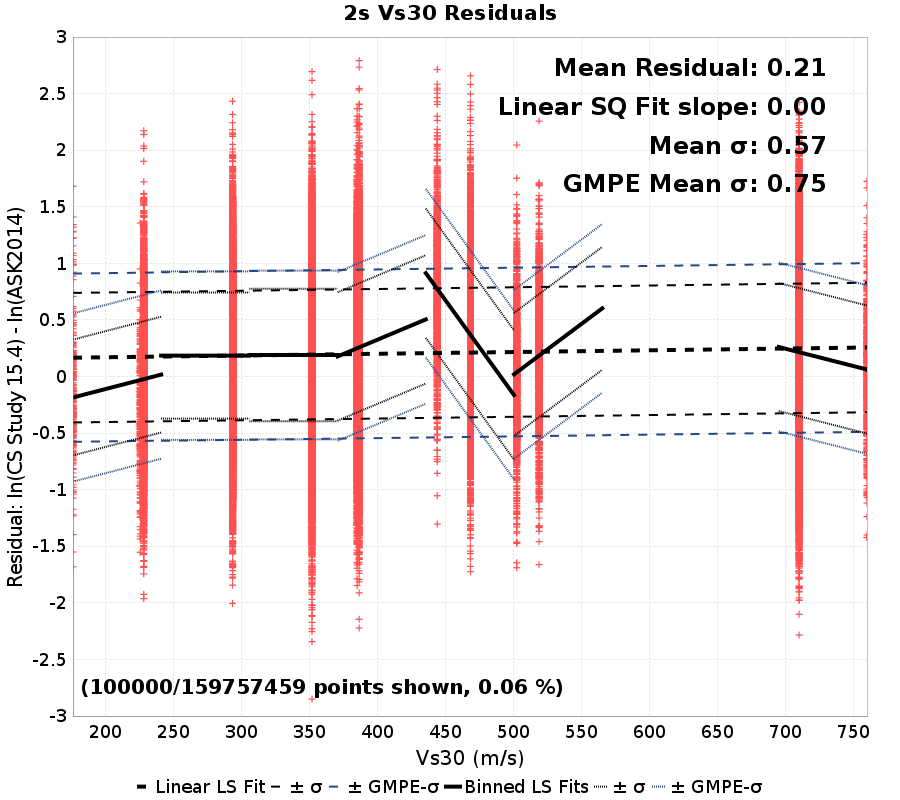 2s Vs30 Residuals
Mean Residual: 0.21
Linear SQ Fit slope: 0.00
Mean σ: 0.57
GMPE Mean σ: 0.75
Residual: ln(CS Study 15.4) - ln(ASK2014)
3
2.5
2
1.5
1
0.5
0
-0.5
-1
-1.5
-2
-2.5
-3
(100000/159757459 points shown, 0.06 %)
200 250 300 350 400 450 500 550 600 650 700 750
Vs30 (m/s)
Linear LS Fit ± σ ± GMPE-σ Binned LS Fits ± σ ± GMPE-σ